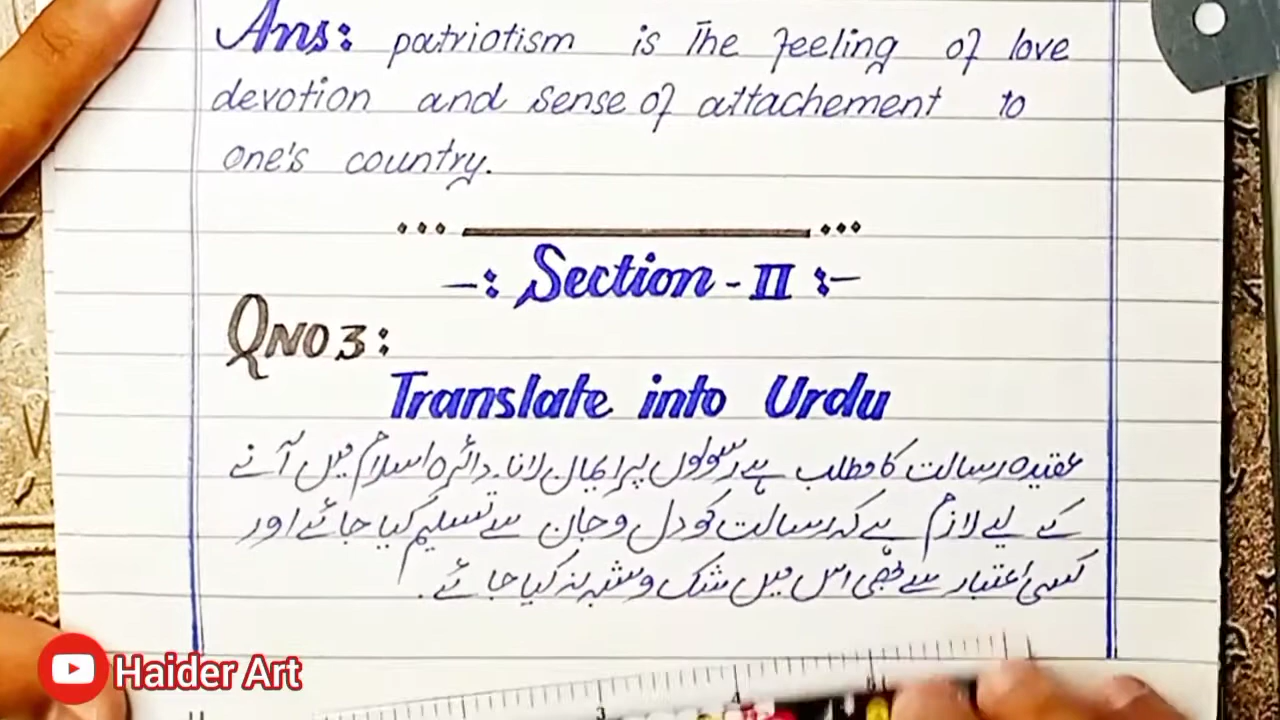 Ans: patriotism is The feeling of love
devotion and sense of attachement to
one's country.
-: Section - II :-
QNO3:
Translate into Urdu
عقیدہ رسالت کا مطلب ہے رسولوں پر ایمان لانا۔ دائرہ اسلام میں آنے
کے لیے لازم ہے کہ رسالت کو دل و جان سے تسلیم کیا جائے اور
کسی اعتبار سے بھی اس میں شک و شبہ نہ کیا جائے۔
Haider Art
3
4
5